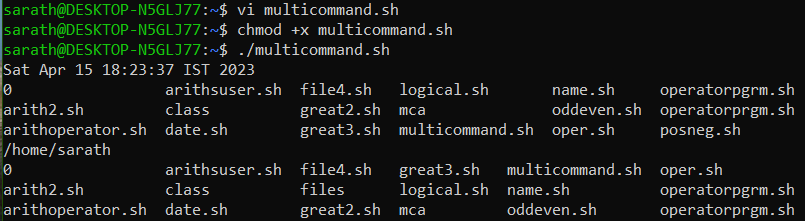 sarath@DESKTOP-N5GLJ77:~$ vi multicommand.sh
sarath@DESKTOP-N5GLJ77:~$ chmod +x multicommand.sh
sarath@DESKTOP-N5GLJ77:~$ ./multicommand.sh
Sat Apr 15 18:23:37 IST 2023
0 arithsuser.sh file4.sh logical.sh name.sh operatorpgrm.sh
arith2.sh class great2.sh mca oddeven.sh operatorprgm.sh
arithoperator.sh date.sh great3.sh multicommand.sh oper.sh posneg.sh
/home/sarath
0 arithsuser.sh file4.sh great3.sh multicommand.sh oper.sh
arith2.sh class files logical.sh name.sh operatorpgrm.sh
arithoperator.sh date.sh great2.sh mca oddeven.sh operatorprgm.sh